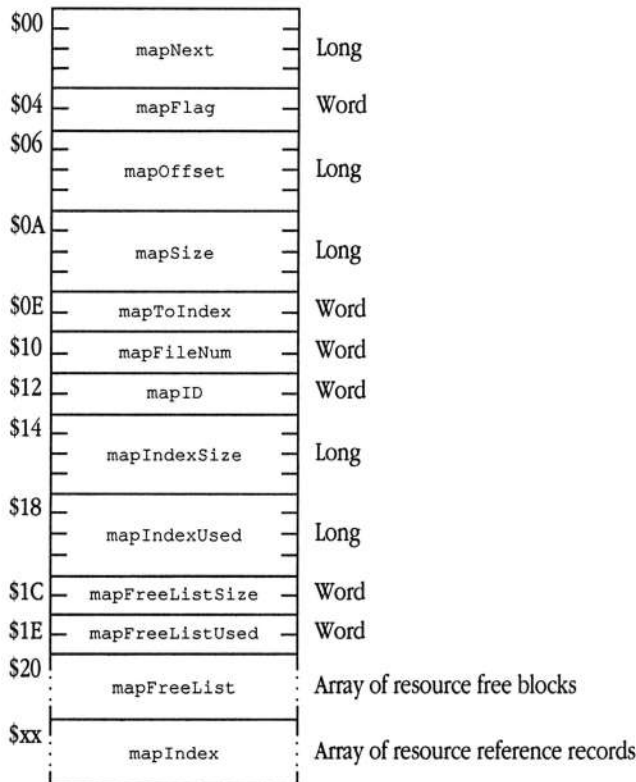 $00 mapNext Long
$04 mapFlag Word
$06 mapOffset Long
$0A mapSize Long
$0E mapToIndex Word
$10 mapFileNum Word
$12 mapID Word
$14 mapIndexSize Long
$18 mapIndexUsed Long
$1C mapFreeListSize Word
$1E mapFreeListUsed Word
$20 mapFreeList Array of resource free blocks
$xx mapIndex Array of resource reference records